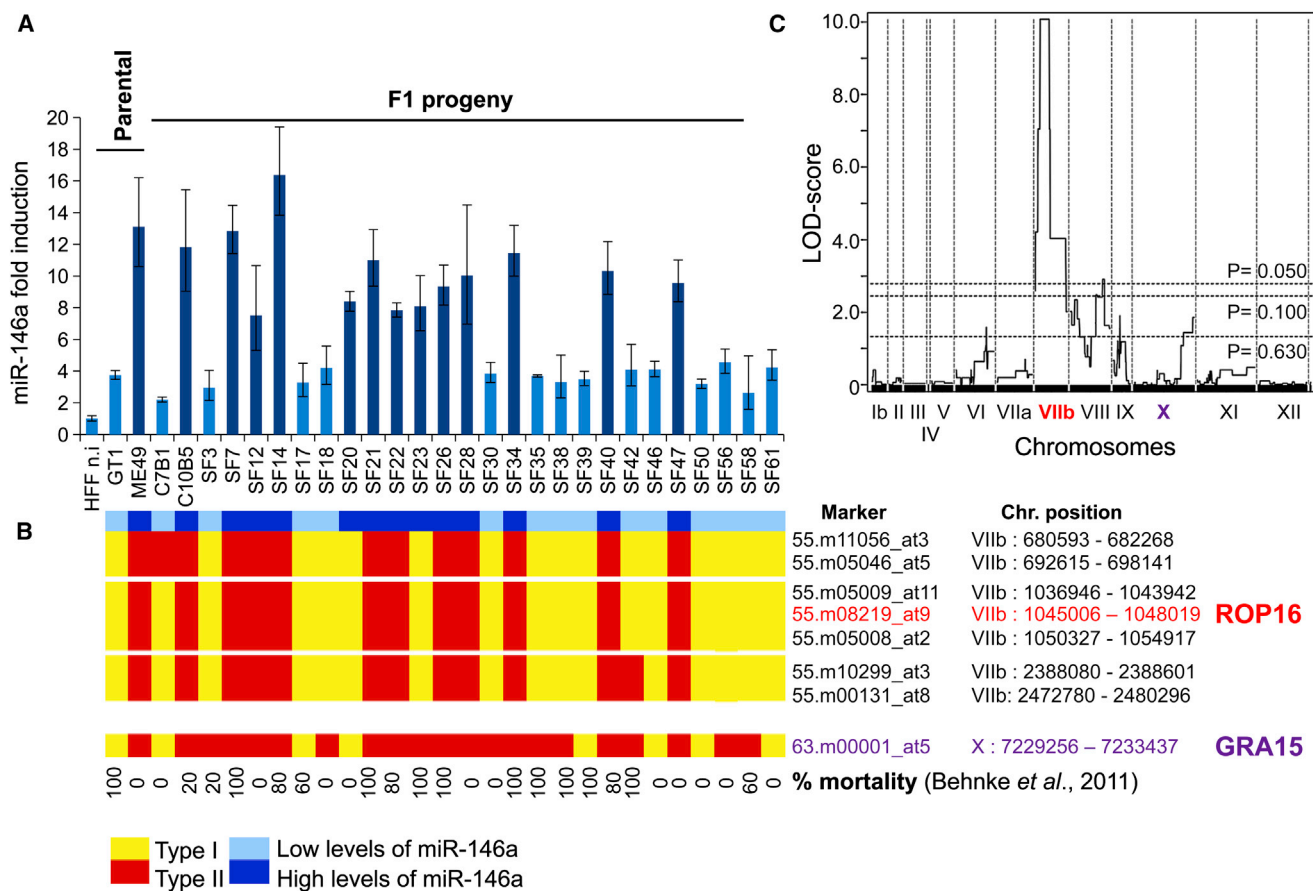 A
Parental
F1 progeny
miR-146a fold induction
20
18
16
14
12
10
8
6
4
2
0
HFF n.i
GT1
ME49
C7B1
C10B5
SF3
SF7
SF12
SF14
SF17
SF18
SF20
SF21
SF22
SF23
SF26
SF28
SF30
SF34
SF35
SF38
SF39
SF40
SF42
SF46
SF47
SF50
SF56
SF58
SF61
C
LOD-score
10.0
8.0
6.0
4.0
2.0
0
P= 0.050
P= 0.100
P= 0.630
Ib II III IV V VI VIIa VIIb VIII IX X XI XII
Chromosomes
B
Marker Chr. position
55.m11056_at3 VIIb : 680593 - 682268
55.m05046_at5 VIIb : 692615 - 698141
55.m05009_at11 VIIb : 1036946 - 1043942
55.m08219_at9 VIIb : 1045006 – 1048019 ROP16
55.m05008_at2 VIIb : 1050327 - 1054917
55.m10299_at3 VIIb : 2388080 - 2388601
55.m00131_at8 VIIb: 2472780 - 2480296
63.m00001_at5 X : 7229256 – 7233437 GRA15
100 0 0 20 20 100 0 80 60 0 0 100 80 0 100 100 0 0 100 100 100 80 100 0 0 0 0 60 0 % mortality (Behnke et al., 2011)
Type I Low levels of miR-146a
Type II High levels of miR-146a